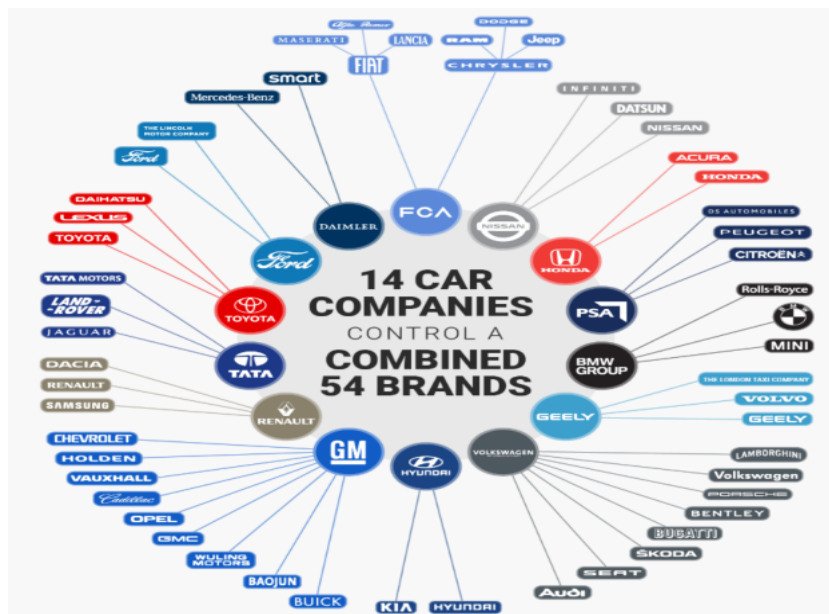 14 CAR
COMPANIES
CONTROL A
COMBINED
54 BRANDS
FCA
FIAT
MASERATI
Alfa Romeo
LANCIA
CHRYSLER
RAM
DODGE
Jeep
NISSAN
INFINITI
DATSUN
NISSAN
HONDA
ACURA
HONDA
PSA
DS AUTOMOBILES
PEUGEOT
CITROËN
BMW
GROUP
Rolls-Royce
BMW
MINI
GEELY
THE LONDON TAXI COMPANY
VOLVO
GEELY
VOLKSWAGEN
LAMBORGHINI
Volkswagen
PORSCHE
BENTLEY
BUGATTI
ŠKODA
SEAT
Audi
HYUNDAI
HYUNDAI
KIA
GM
BUICK
BAOJUN
WULING
MOTORS
GMC
OPEL
Cadillac
VAUXHALL
HOLDEN
CHEVROLET
RENAULT
SAMSUNG
RENAULT
DACIA
TATA
JAGUAR
LAND-
-ROVER
TATA MOTORS
TOYOTA
TOYOTA
LEXUS
DAIHATSU
Ford
Ford
THE LINCOLN
MOTOR COMPANY
DAIMLER
Mercedes-Benz
smart